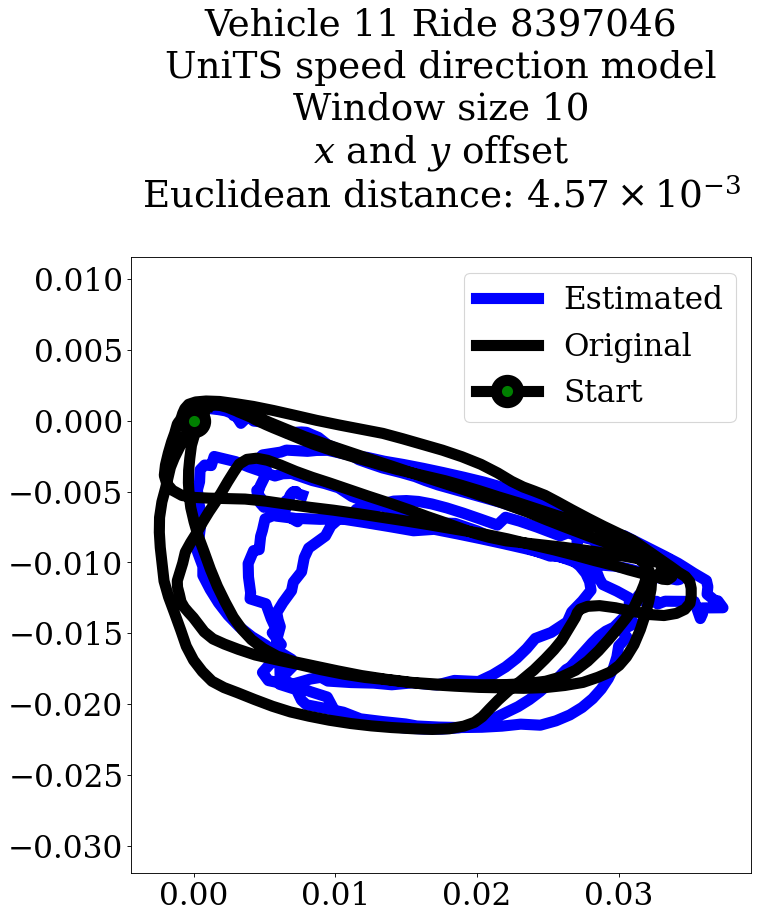 Vehicle 11 Ride 8397046
UniTS speed direction model
Window size 10
x and y offset
Euclidean distance: 4.57 × 10⁻³
Estimated
Original
Start
0.010
0.005
0.000
−0.005
−0.010
−0.015
−0.020
−0.025
−0.030
0.00 0.01 0.02 0.03